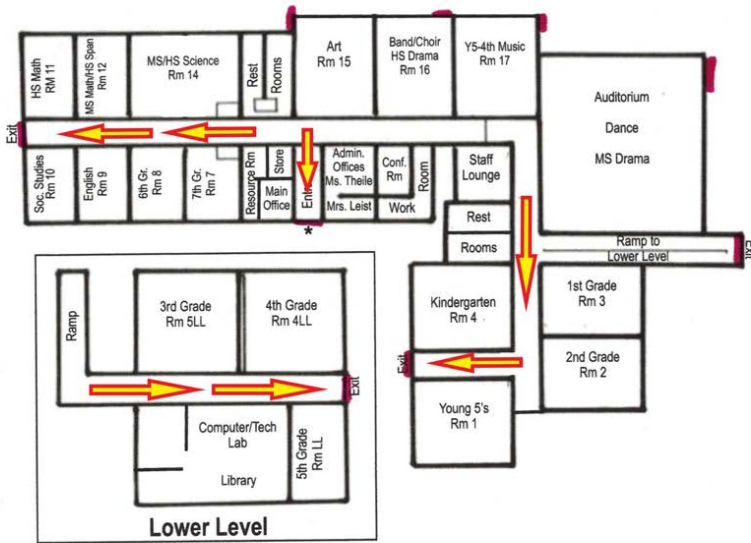 HS Math
RM 11
MS Math/HS Span
Rm 12
MS/HS Science
Rm 14
Rest
Rooms
Art
Rm 15
Band/Choir
HS Drama
Rm 16
Y5-4th Music
Rm 17
Auditorium
Dance
MS Drama
Exit
Soc. Studies
Rm 10
English
Rm 9
6th Gr.
Rm 8
7th Gr.
Rm 7
Resource Rm
Store
Main
Office
Entr
*
Admin.
Offices
Ms. Theile
Mrs. Leist
Conf.
Rm
Work
Room
Staff
Lounge
Rest
Rooms
Ramp to
Lower Level
Exit
Kindergarten
Rm 4
1st Grade
Rm 3
2nd Grade
Rm 2
Exit
Young 5's
Rm 1
Ramp
3rd Grade
Rm 5LL
4th Grade
Rm 4LL
Exit
Computer/Tech
Lab
Library
5th Grade
Rm LL
Lower Level